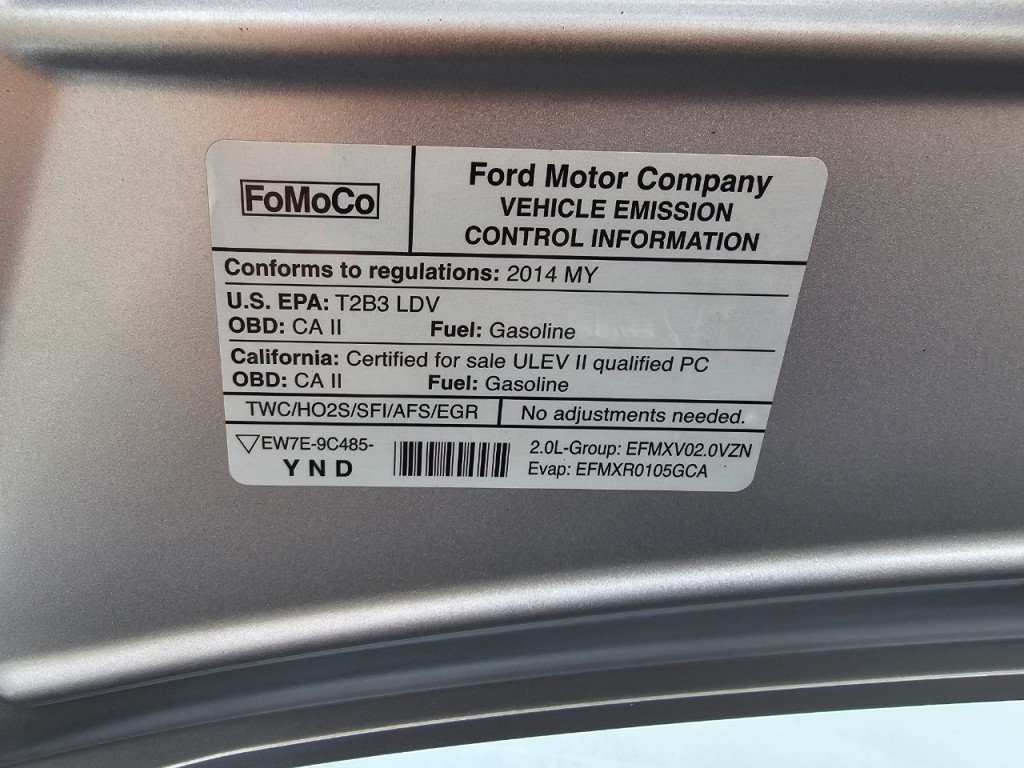 FoMoCo
Ford Motor Company
VEHICLE EMISSION
CONTROL INFORMATION
Conforms to regulations: 2014 MY
U.S. EPA: T2B3 LDV
OBD: CA II Fuel: Gasoline
California: Certified for sale ULEV II qualified PC
OBD: CA II Fuel: Gasoline
TWC/HO2S/SFI/AFS/EGR No adjustments needed.
EW7E-9C485-
YND
2.0L-Group: EFMXV02.0VZN
Evap: EFMXR0105GCA